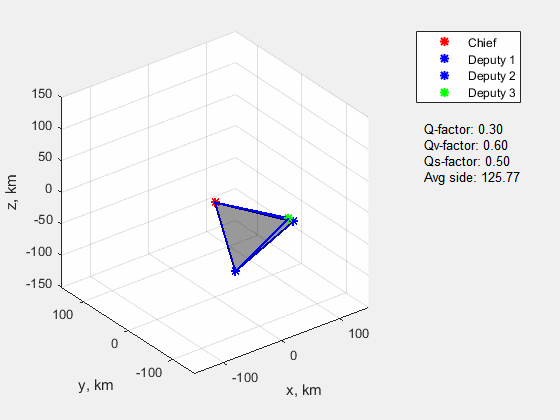 Chief
Deputy 1
Deputy 2
Deputy 3
Q-factor: 0.30
Qv-factor: 0.60
Qs-factor: 0.50
Avg side: 125.77
150
100
50
0
-50
-100
-150
z, km
100
0
-100
y, km
-100
0
100
x, km